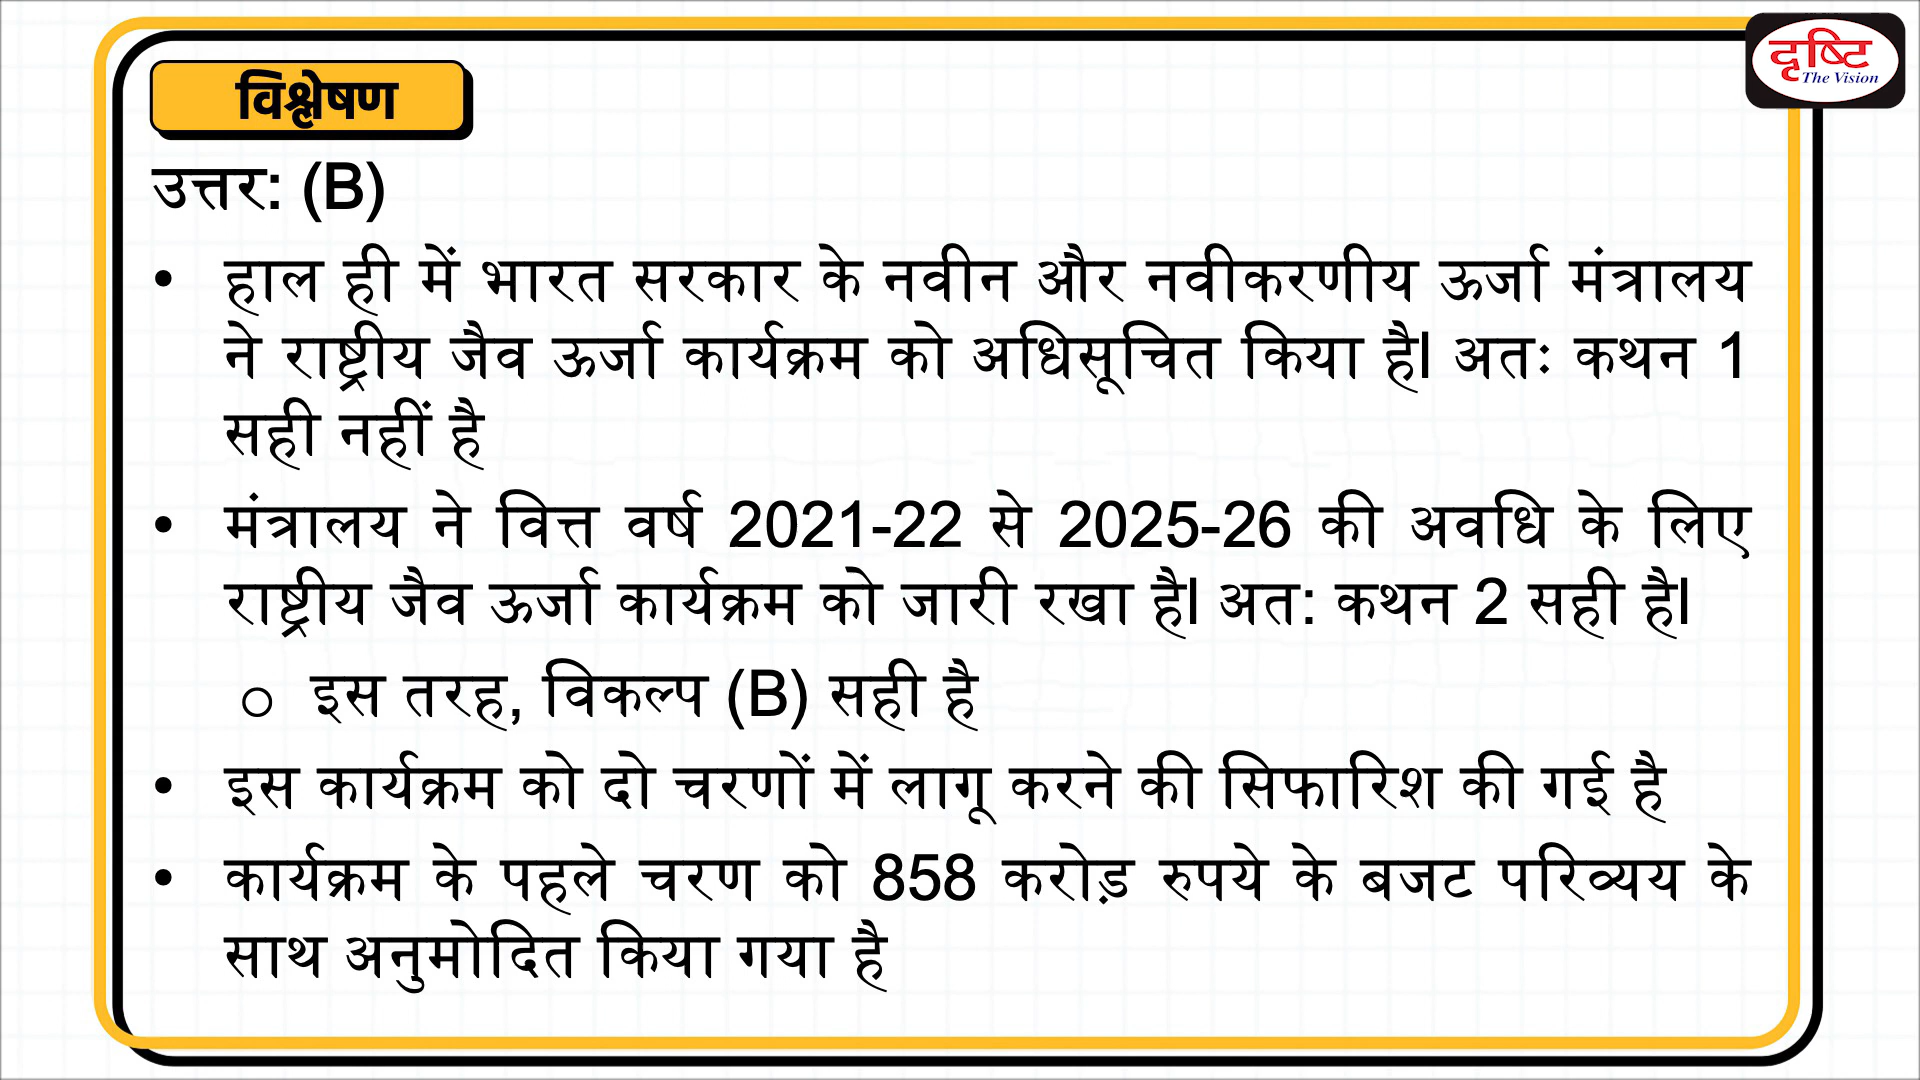 दृष्टि
The Vision
विश्लेषण
उत्तर: (B)
• हाल ही में भारत सरकार के नवीन और नवीकरणीय ऊर्जा मंत्रालय
ने राष्ट्रीय जैव ऊर्जा कार्यक्रम को अधिसूचित किया है। अतः कथन 1
सही नहीं है
• मंत्रालय ने वित्त वर्ष 2021-22 से 2025-26 की अवधि के लिए
राष्ट्रीय जैव ऊर्जा कार्यक्रम को जारी रखा है। अत: कथन 2 सही है।
o इस तरह, विकल्प (B) सही है
• इस कार्यक्रम को दो चरणों में लागू करने की सिफारिश की गई है
• कार्यक्रम के पहले चरण को 858 करोड़ रुपये के बजट परिव्यय के
साथ अनुमोदित किया गया है